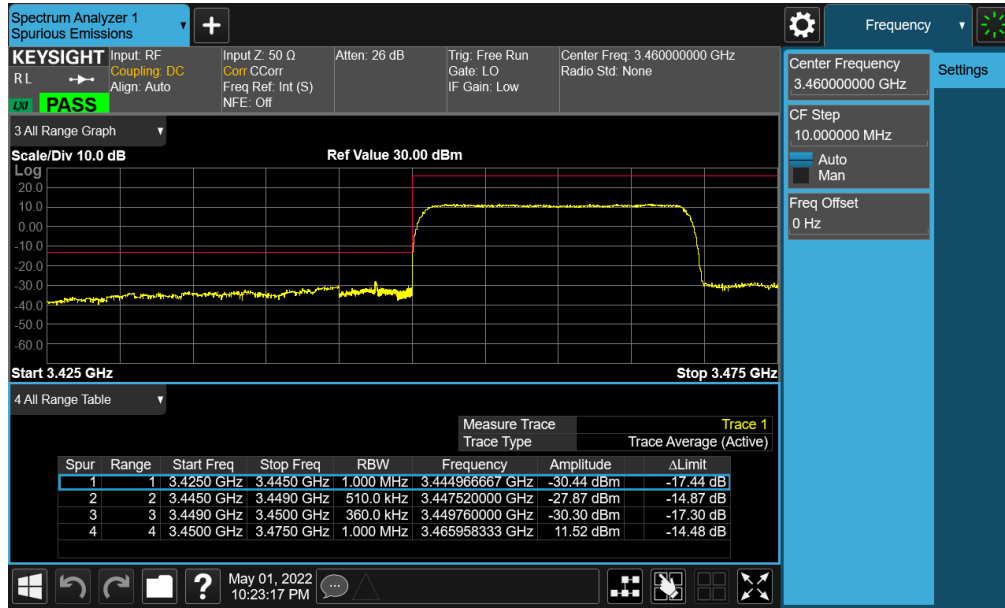 Spectrum Analyzer 1
Spurious Emissions
Frequency
KEYSIGHT
R L
LXI PASS
Input: RF
Coupling: DC
Align: Auto
Input Z: 50 Ω
Corr CCorr
Freq Ref: Int (S)
NFE: Off
Atten: 26 dB
Trig: Free Run
Gate: LO
IF Gain: Low
Center Freq: 3.460000000 GHz
Radio Std: None
Center Frequency
3.460000000 GHz
Settings
CF Step
10.000000 MHz
Auto
Man
Freq Offset
0 Hz
3 All Range Graph
Scale/Div 10.0 dB
Ref Value 30.00 dBm
Log
20.0
10.0
0.00
-10.0
-20.0
-30.0
-40.0
-50.0
-60.0
Start 3.425 GHz
Stop 3.475 GHz
4 All Range Table
Measure Trace Trace 1
Trace Type Trace Average (Active)
Spur Range Start Freq Stop Freq RBW Frequency Amplitude ΔLimit
1 1 3.4250 GHz 3.4450 GHz 1.000 MHz 3.444966667 GHz -30.44 dBm -17.44 dB
2 2 3.4450 GHz 3.4490 GHz 510.0 kHz 3.447520000 GHz -27.87 dBm -14.87 dB
3 3 3.4490 GHz 3.4500 GHz 360.0 kHz 3.449760000 GHz -30.30 dBm -17.30 dB
4 4 3.4500 GHz 3.4750 GHz 1.000 MHz 3.465958333 GHz 11.52 dBm -14.48 dB
?
May 01, 2022
10:23:17 PM